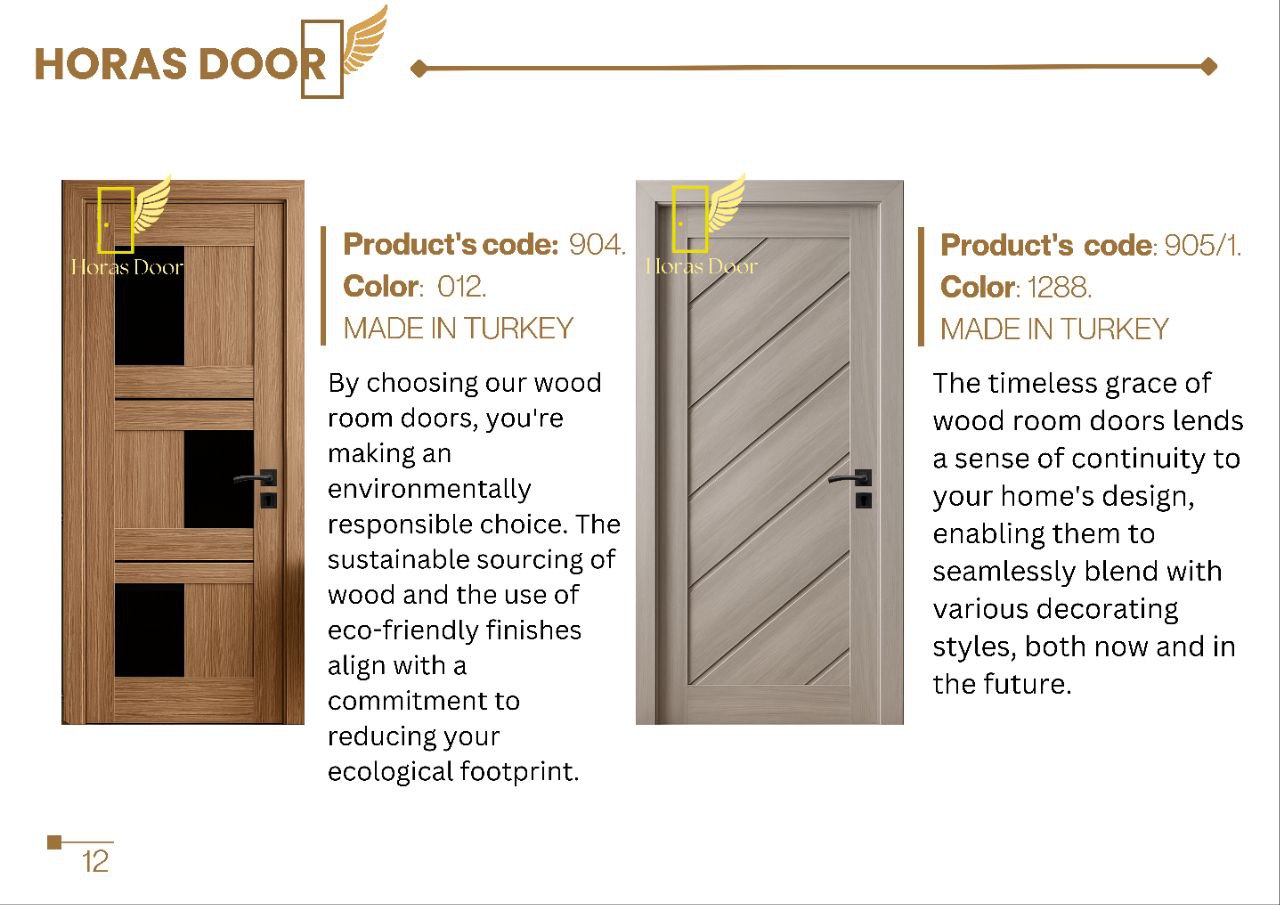 HORAS DOOR
Horas Door
Product's code: 904.
Color: 012.
MADE IN TURKEY
By choosing our wood
room doors, you're
making an
environmentally
responsible choice. The
sustainable sourcing of
wood and the use of
eco-friendly finishes
align with a
commitment to
reducing your
ecological footprint.
Horas Door
Product's code: 905/1.
Color: 1288.
MADE IN TURKEY
The timeless grace of
wood room doors lends
a sense of continuity to
your home's design,
enabling them to
seamlessly blend with
various decorating
styles, both now and in
the future.
12